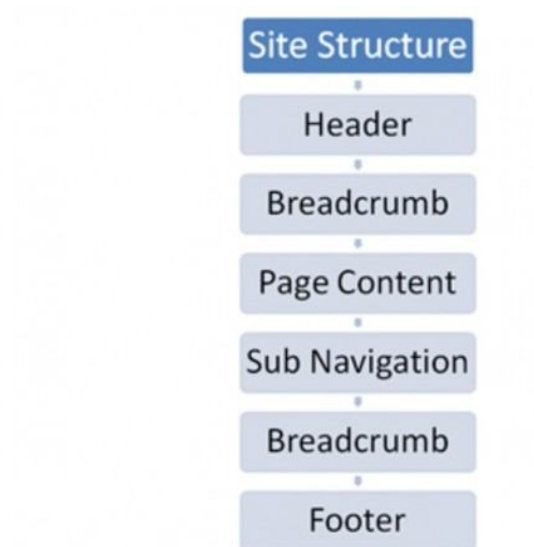 Site Structure
Header
Breadcrumb
Page Content
Sub Navigation
Breadcrumb
Footer